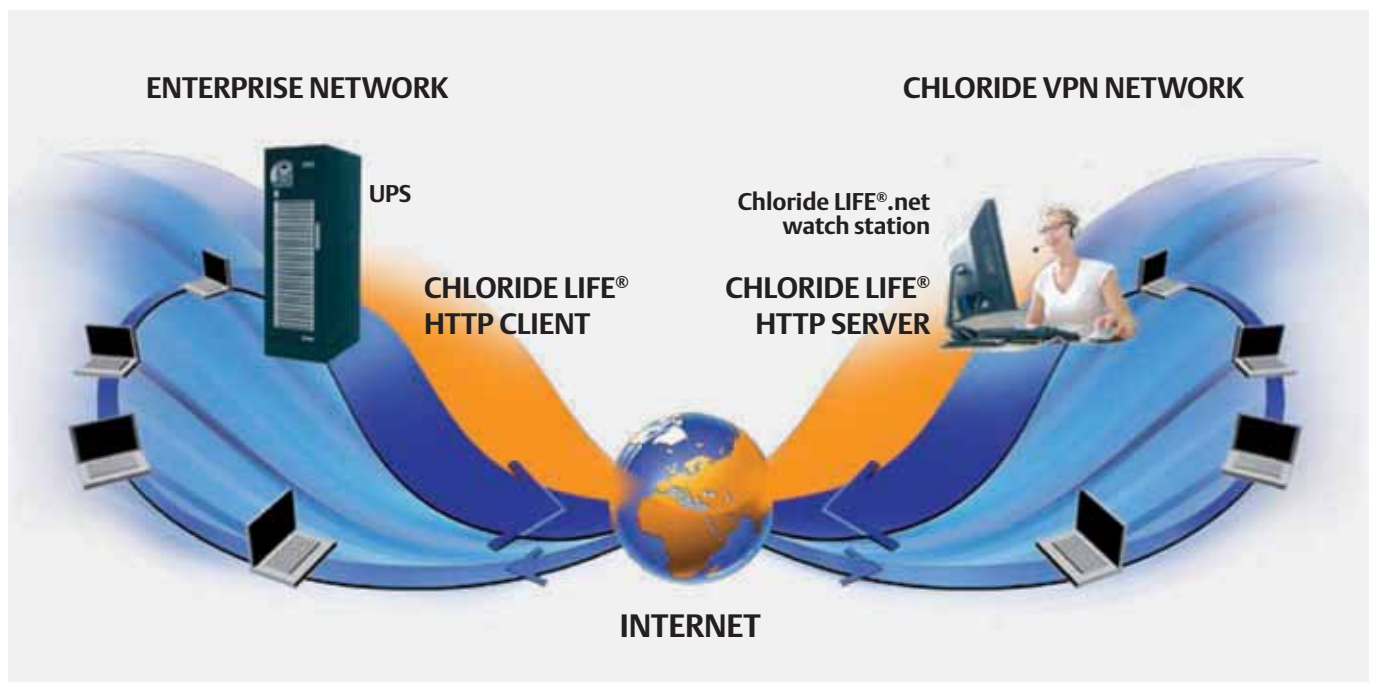 ENTERPRISE NETWORK
CHLORIDE VPN NETWORK
UPS
Chloride LIFE®.net
watch station
CHLORIDE LIFE®
HTTP CLIENT
CHLORIDE LIFE®
HTTP SERVER
INTERNET